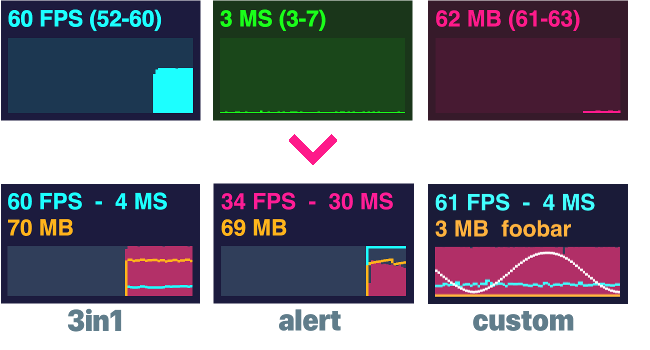 60 FPS (52-60)
3 MS (3-7)
62 MB (61-63)
60 FPS - 4 MS
70 MB
34 FPS - 30 MS
69 MB
61 FPS - 4 MS
3 MB foobar
3in1
alert
custom